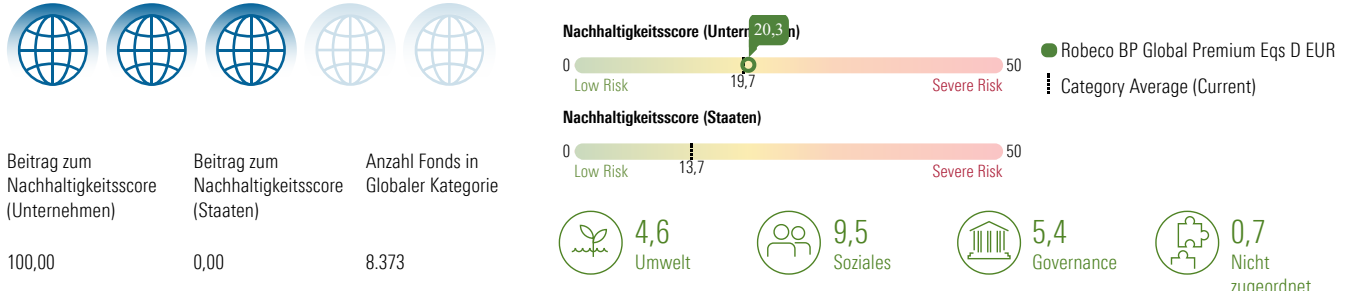 Beitrag zum
Nachhaltigkeitsscore
(Unternehmen)
100,00
Beitrag zum
Nachhaltigkeitsscore
(Staaten)
0,00
Anzahl Fonds in
Globaler Kategorie
8.373
Nachhaltigkeitsscore (Unternehmen)
20,3
0
50
Low Risk
19,7
Severe Risk
Robeco BP Global Premium Eqs D EUR
Category Average (Current)
Nachhaltigkeitsscore (Staaten)
0
50
Low Risk
13,7
Severe Risk
4,6
Umwelt
9,5
Soziales
5,4
Governance
0,7
Nicht
zugeordnet